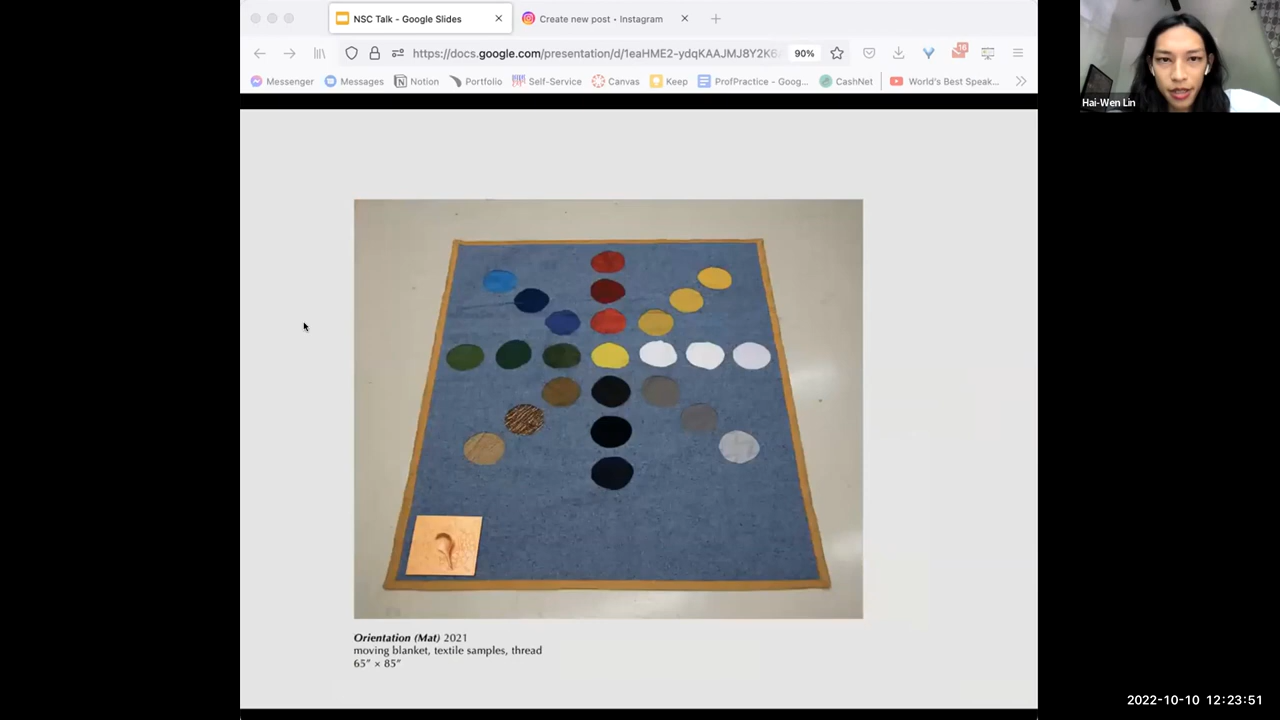 NSC Talk - Google Slides
Create new post • Instagram
https://docs.google.com/presentation/d/1eaHME2-ydqKAAJMJ8Y2K6
90%
16
Messenger
Messages
Notion
Portfolio
Self-Service
Canvas
Keep
ProfPractice - Goog...
CashNet
World's Best Speak...
Hai-Wen Lin
Orientation (Mat) 2021
moving blanket, textile samples, thread
65” × 85”
2022-10-10 12:23:51